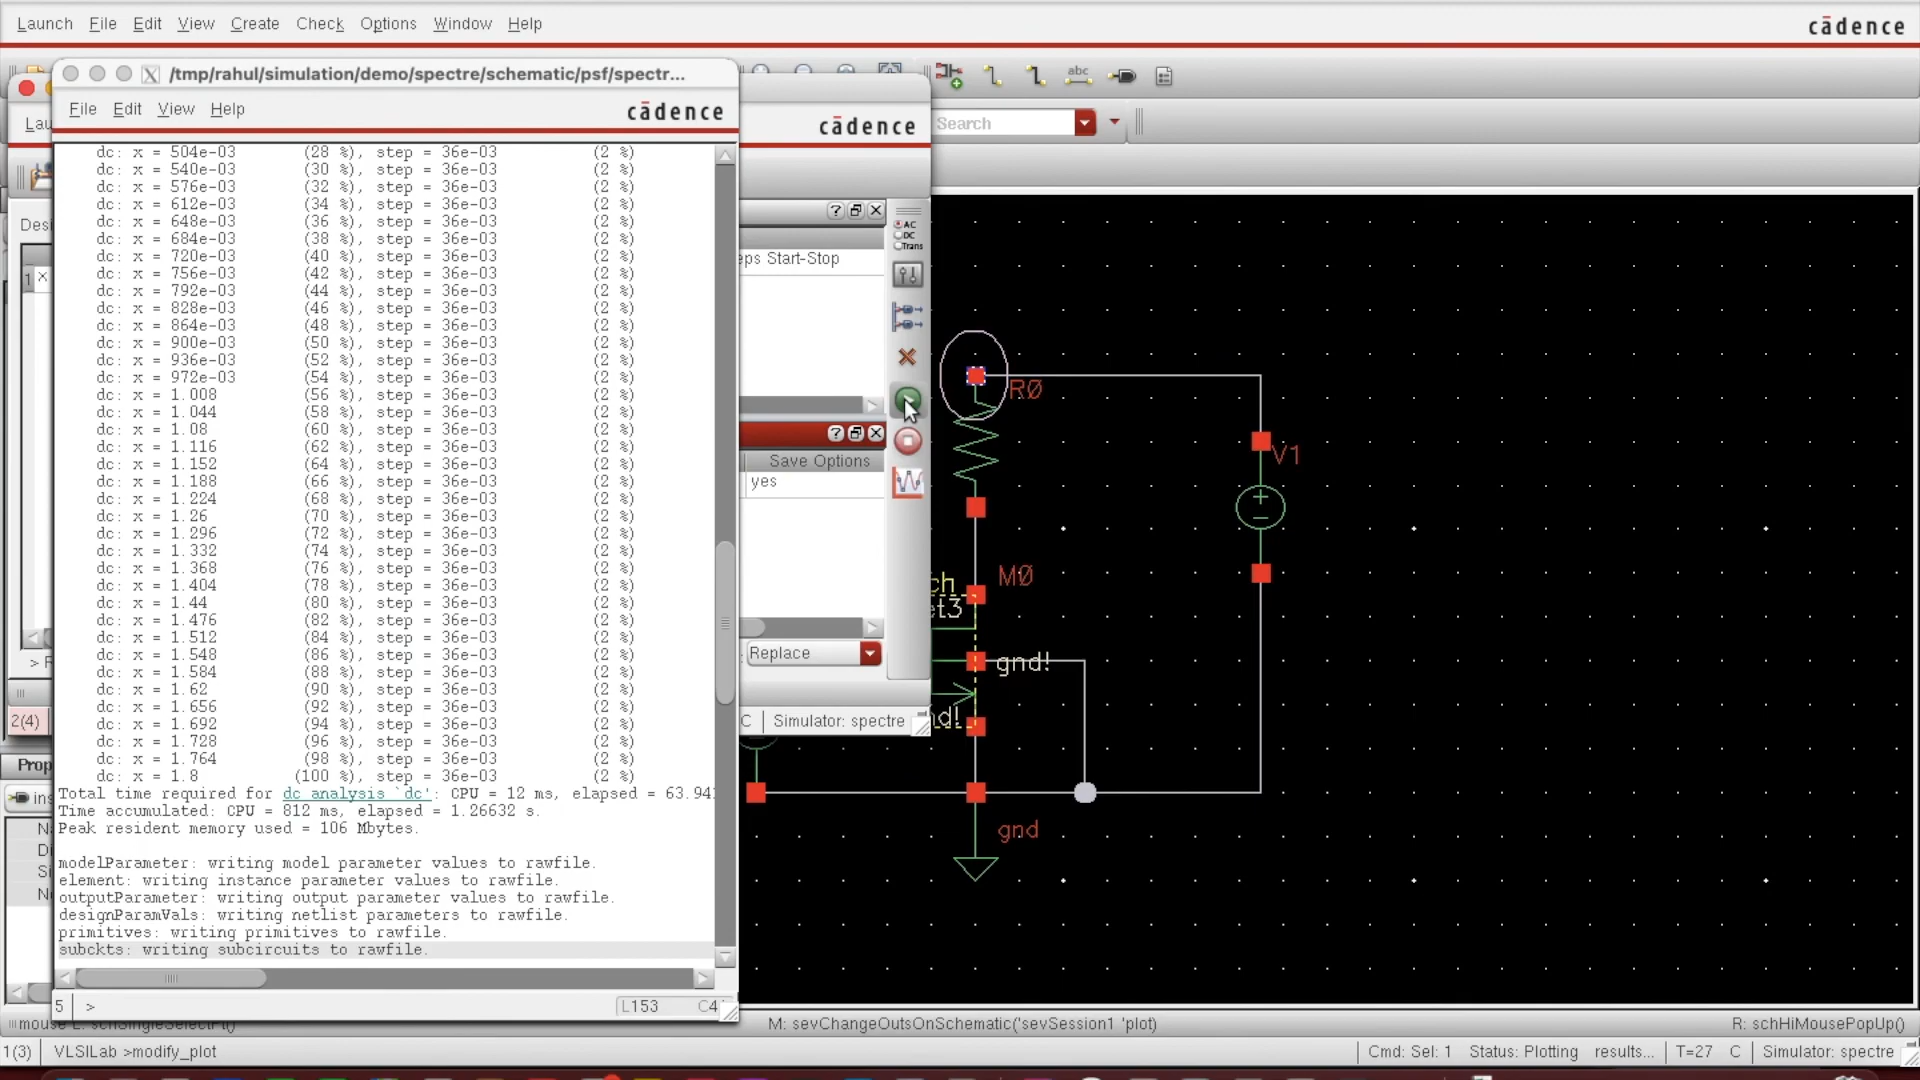 Launch File Edit View Create Check Options Window Help
cādence
/tmp/rahul/simulation/demo/spectre/schematic/psf/spectr...
File Edit View Help
cādence
cādence
abc
Search
dc: x = 504e-03 (28 %), step = 36e-03 (2 %)
dc: x = 540e-03 (30 %), step = 36e-03 (2 %)
dc: x = 576e-03 (32 %), step = 36e-03 (2 %)
dc: x = 612e-03 (34 %), step = 36e-03 (2 %)
dc: x = 648e-03 (36 %), step = 36e-03 (2 %)
dc: x = 684e-03 (38 %), step = 36e-03 (2 %)
dc: x = 720e-03 (40 %), step = 36e-03 (2 %)
dc: x = 756e-03 (42 %), step = 36e-03 (2 %)
dc: x = 792e-03 (44 %), step = 36e-03 (2 %)
dc: x = 828e-03 (46 %), step = 36e-03 (2 %)
dc: x = 864e-03 (48 %), step = 36e-03 (2 %)
dc: x = 900e-03 (50 %), step = 36e-03 (2 %)
dc: x = 936e-03 (52 %), step = 36e-03 (2 %)
dc: x = 972e-03 (54 %), step = 36e-03 (2 %)
dc: x = 1.008 (56 %), step = 36e-03 (2 %)
dc: x = 1.044 (58 %), step = 36e-03 (2 %)
dc: x = 1.08 (60 %), step = 36e-03 (2 %)
dc: x = 1.116 (62 %), step = 36e-03 (2 %)
dc: x = 1.152 (64 %), step = 36e-03 (2 %)
dc: x = 1.188 (66 %), step = 36e-03 (2 %)
dc: x = 1.224 (68 %), step = 36e-03 (2 %)
dc: x = 1.26 (70 %), step = 36e-03 (2 %)
dc: x = 1.296 (72 %), step = 36e-03 (2 %)
dc: x = 1.332 (74 %), step = 36e-03 (2 %)
dc: x = 1.368 (76 %), step = 36e-03 (2 %)
dc: x = 1.404 (78 %), step = 36e-03 (2 %)
dc: x = 1.44 (80 %), step = 36e-03 (2 %)
dc: x = 1.476 (82 %), step = 36e-03 (2 %)
dc: x = 1.512 (84 %), step = 36e-03 (2 %)
dc: x = 1.548 (86 %), step = 36e-03 (2 %)
dc: x = 1.584 (88 %), step = 36e-03 (2 %)
dc: x = 1.62 (90 %), step = 36e-03 (2 %)
dc: x = 1.656 (92 %), step = 36e-03 (2 %)
dc: x = 1.692 (94 %), step = 36e-03 (2 %)
dc: x = 1.728 (96 %), step = 36e-03 (2 %)
dc: x = 1.764 (98 %), step = 36e-03 (2 %)
dc: x = 1.8 (100 %), step = 36e-03 (2 %)
Total time required for dc analysis `dc': CPU = 12 ms, elapsed = 63.941
Time accumulated: CPU = 812 ms, elapsed = 1.26632 s.
Peak resident memory used = 106 Mbytes.
modelParameter: writing model parameter values to rawfile.
element: writing instance parameter values to rawfile.
outputParameter: writing output parameter values to rawfile.
designParamVals: writing netlist parameters to rawfile.
primitives: writing primitives to rawfile.
subckts: writing subcircuits to rawfile.
5 >
L153 C4
Lau
Desi
1 x
> R
2(4)
Prop
ins
N
Di
Si
N
eps Start-Stop
AC
DC
Trans
Save Options
yes
Replace
C Simulator: spectre
R0
V1
M0
ch
et3
gnd!
nd!
gnd
mouse L: schSingleSelectPt()
M: sevChangeOutsOnSchematic('sevSession1 'plot)
R: schHiMousePopUp()
1(3) VLSILab >modify_plot
Cmd: Sel: 1 Status: Plotting results... T=27 C Simulator: spectre